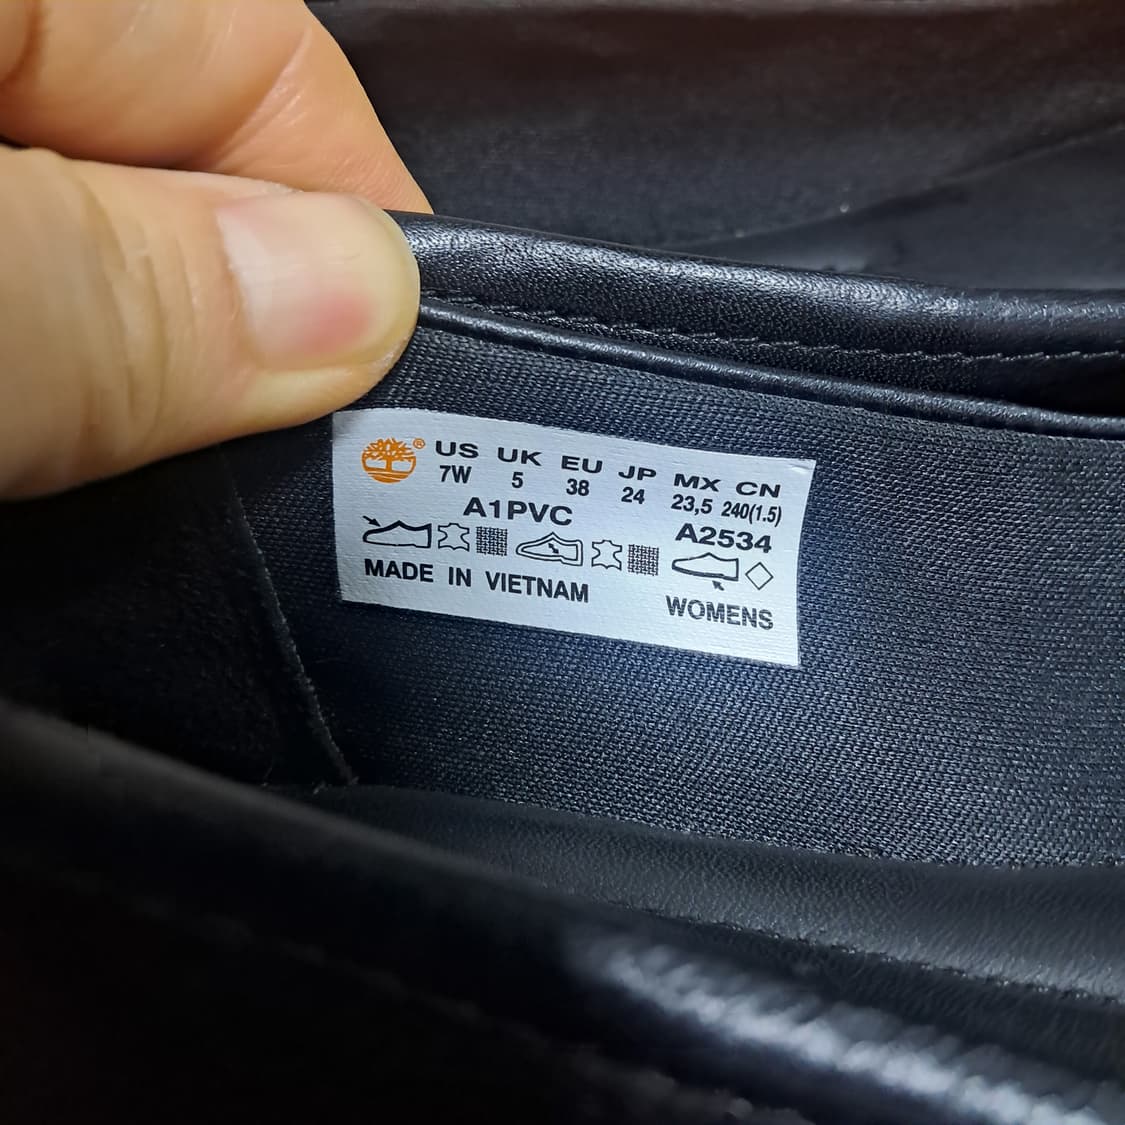 ® US UK EU JP MX CN
7W 5 38 24 23,5 240(1.5)
A1PVC A2534
MADE IN VIETNAM WOMENS